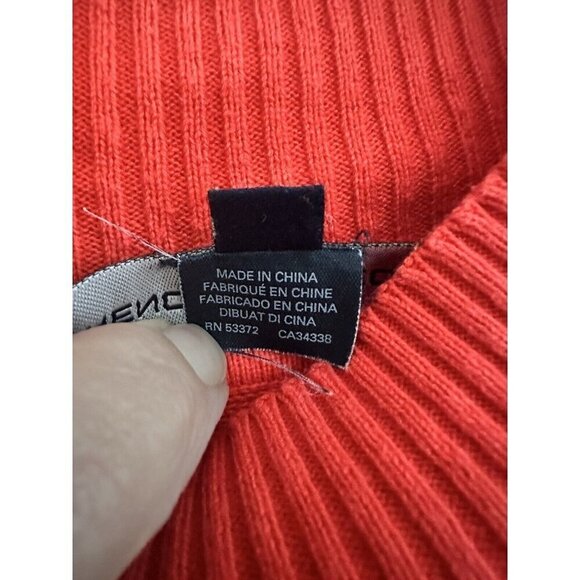 MADE IN CHINA
FABRIQUÉ EN CHINE
FABRICADO EN CHINA
DIBUAT DI CINA
RN 53372 CA34338